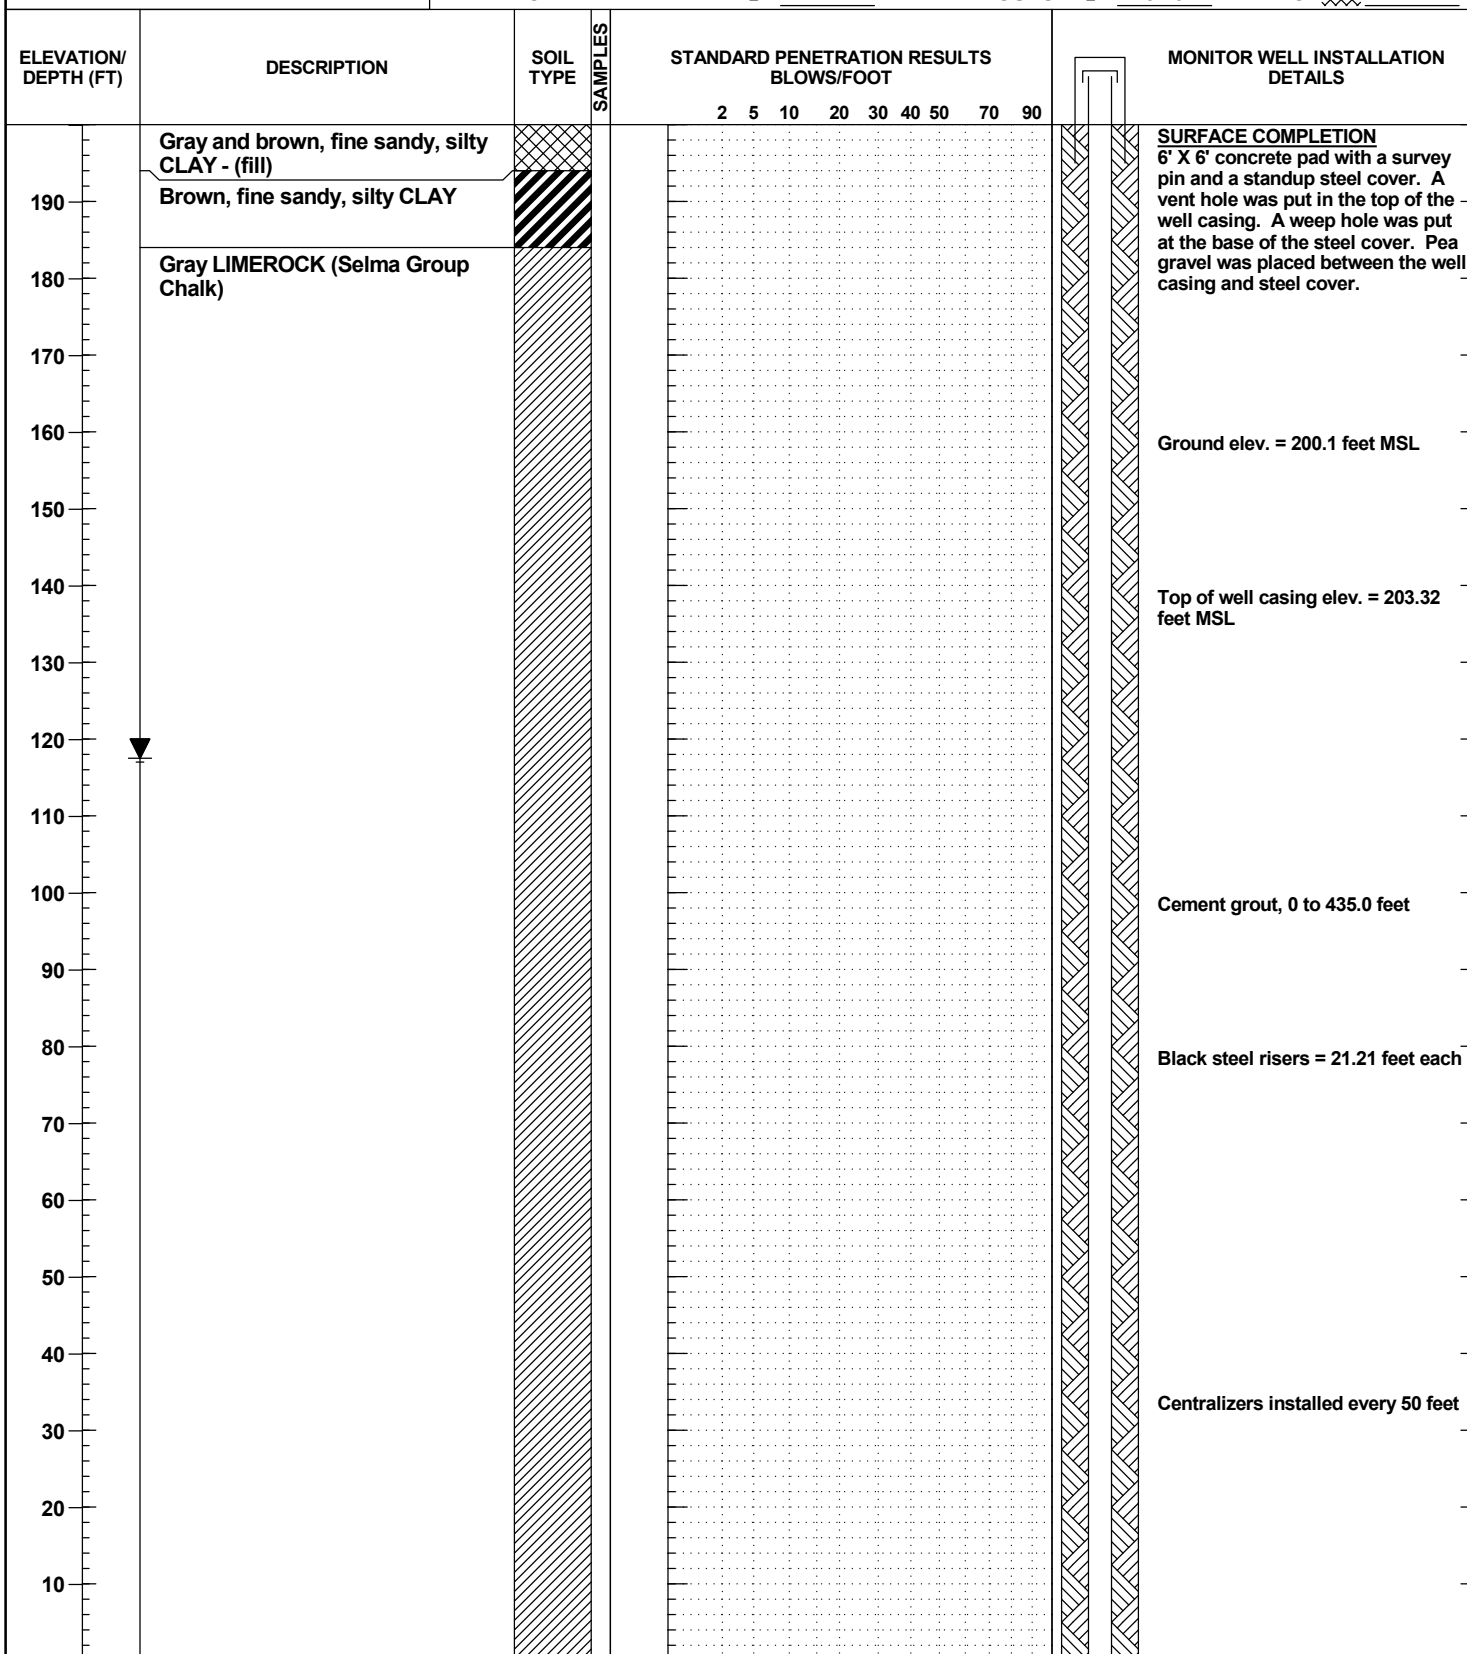 ELEVATION/
DEPTH (FT)
DESCRIPTION
SOIL
TYPE
SAMPLES
STANDARD PENETRATION RESULTS
BLOWS/FOOT
2 5 10 20 30 40 50 70 90
MONITOR WELL INSTALLATION
DETAILS
Gray and brown, fine sandy, silty
CLAY - (fill)
Brown, fine sandy, silty CLAY
Gray LIMEROCK (Selma Group
Chalk)
190
180
170
160
150
140
130
120
110
100
90
80
70
60
50
40
30
20
10
SURFACE COMPLETION
6' X 6' concrete pad with a survey
pin and a standup steel cover. A
vent hole was put in the top of the
well casing. A weep hole was put
at the base of the steel cover. Pea
gravel was placed between the well
casing and steel cover.
Ground elev. = 200.1 feet MSL
Top of well casing elev. = 203.32
feet MSL
Cement grout, 0 to 435.0 feet
Black steel risers = 21.21 feet each
Centralizers installed every 50 feet